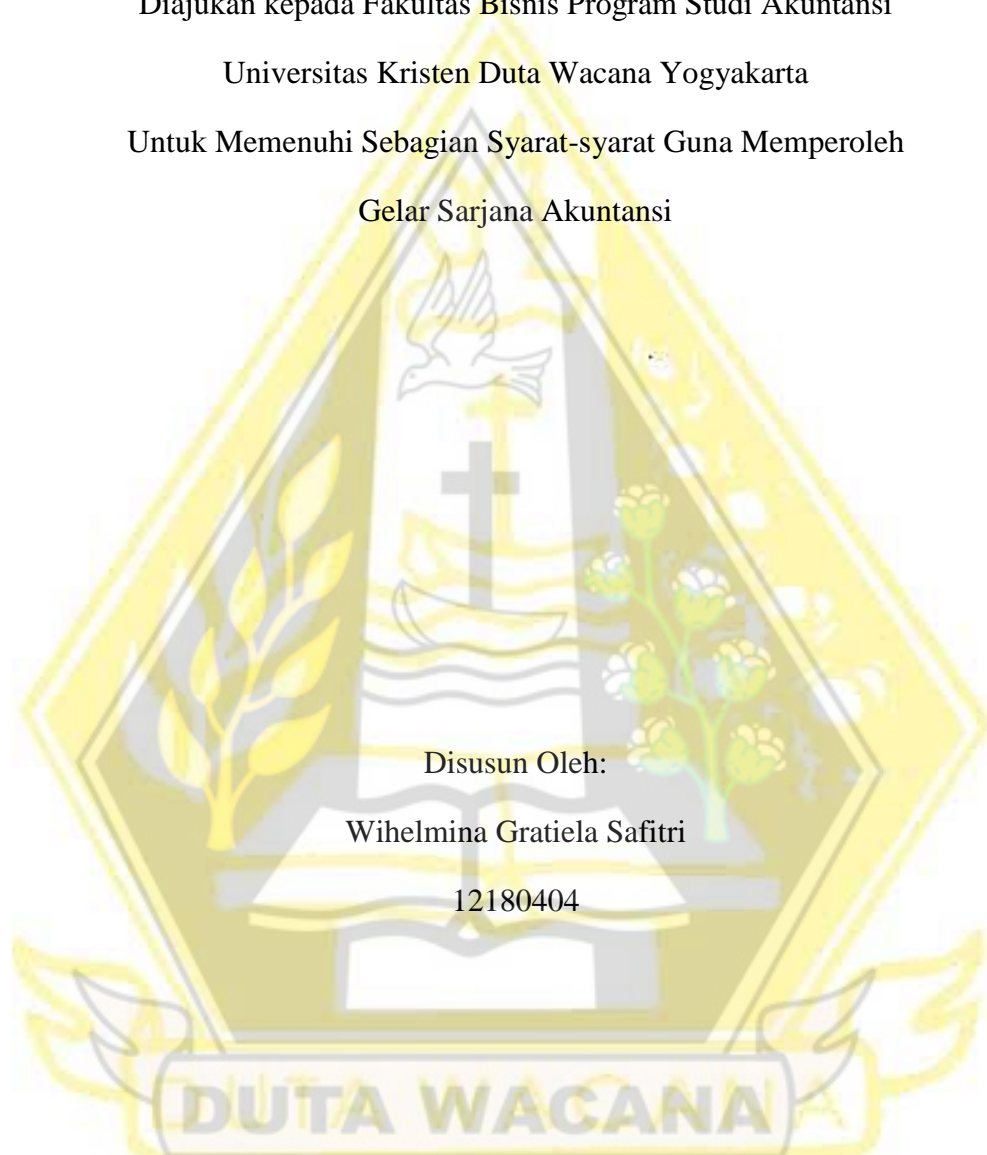 Diajukan kepada Fakultas Bisnis Program Studi Akuntansi
Universitas Kristen Duta Wacana Yogyakarta
Untuk Memenuhi Sebagian Syarat-syarat Guna Memperoleh
Gelar Sarjana Akuntansi
Disusun Oleh:
Wihelmina Gratiela Safitri
12180404
DUTA WACANA